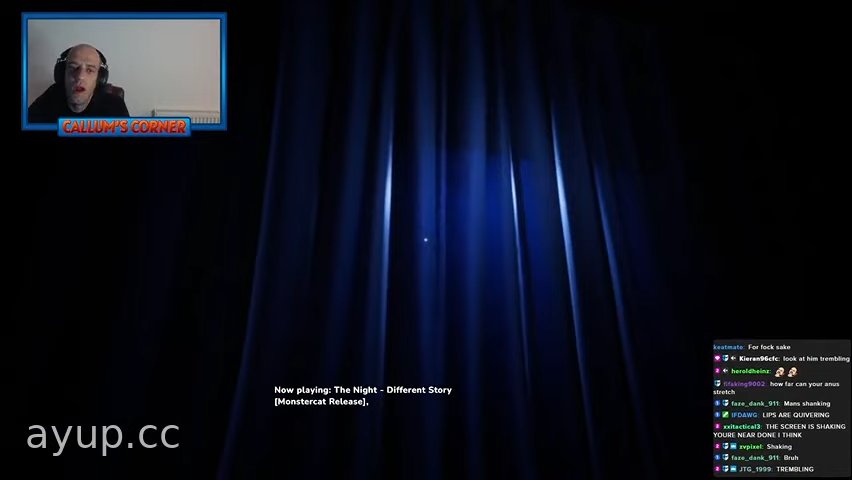 CALLUM'S CORNER
Now playing: The Night - Different Story
[Monstercat Release],
ayup.cc
keatmate: For fock sake
Kieran96cfc: look at him trembling
heroldheinz:
fifaking9002: how far can your anus
stretch
faze_dank_911: Mans shanking
IFDAWG: LIPS ARE QUIVERING
xxitactical3: THE SCREEN IS SHAKING
YOURE NEAR DONE I THINK
zvpixel: Shaking
faze_dank_911: Bruh
JTG_1999: TREMBLING